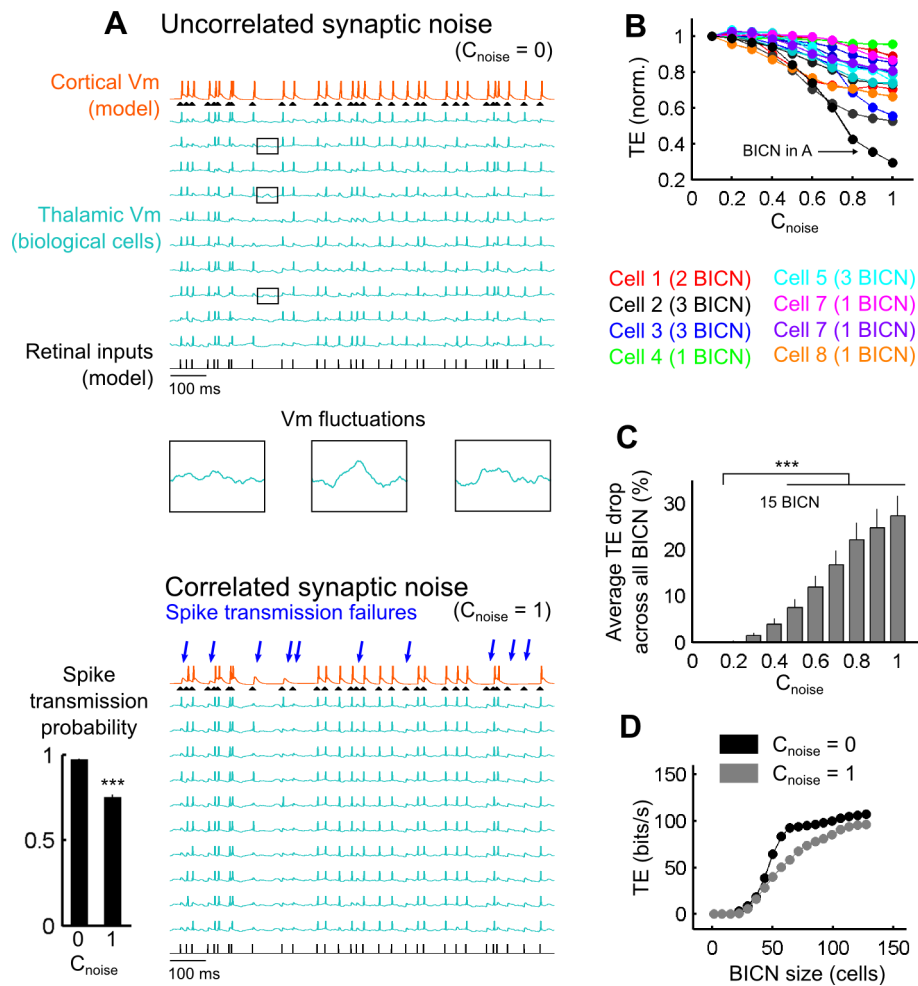 A
Uncorrelated synaptic noise
(Cnoise = 0)
Cortical Vm
(model)
Thalamic Vm
(biological cells)
Retinal inputs
(model)
100 ms
Vm fluctuations
Correlated synaptic noise
Spike transmission failures
(Cnoise = 1)
Spike
transmission
probability
1
0.5
0
***
0 1
Cnoise
100 ms
B
TE (norm.)
1
0.8
0.6
0.4
0.2
BICN in A
0 0.2 0.4 0.6 0.8 1
Cnoise
Cell 1 (2 BICN)
Cell 2 (3 BICN)
Cell 3 (3 BICN)
Cell 4 (1 BICN)
Cell 5 (3 BICN)
Cell 7 (1 BICN)
Cell 7 (1 BICN)
Cell 8 (1 BICN)
C
Average TE drop
across all BICN (%)
***
15 BICN
30
20
10
0
0 0.2 0.4 0.6 0.8 1
Cnoise
D
Cnoise = 0
Cnoise = 1
TE (bits/s)
150
100
50
0
0 50 100 150
BICN size (cells)